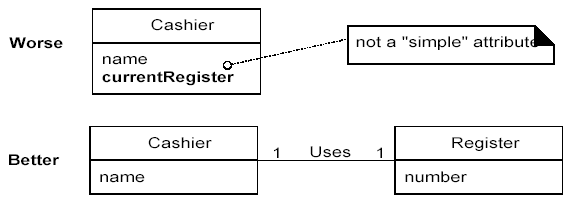 Cashier
Worse
name
currentRegister
not a "simple" attribute
Cashier
1 Uses 1
Register
Better
name
number